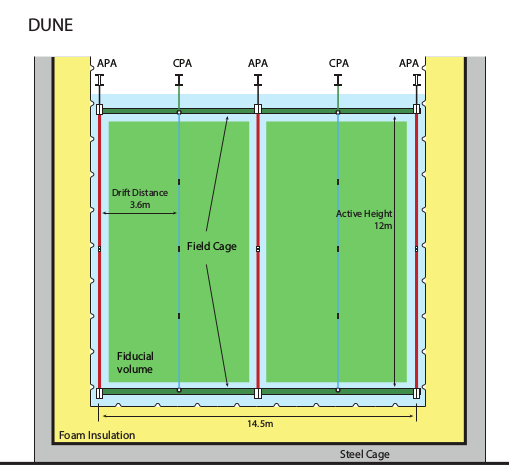 DUNE
APA CPA APA CPA APA
Drift Distance
3.6m
Active Height
12m
Field Cage
Fiducial
volume
14.5m
Foam Insulation
Steel Cage